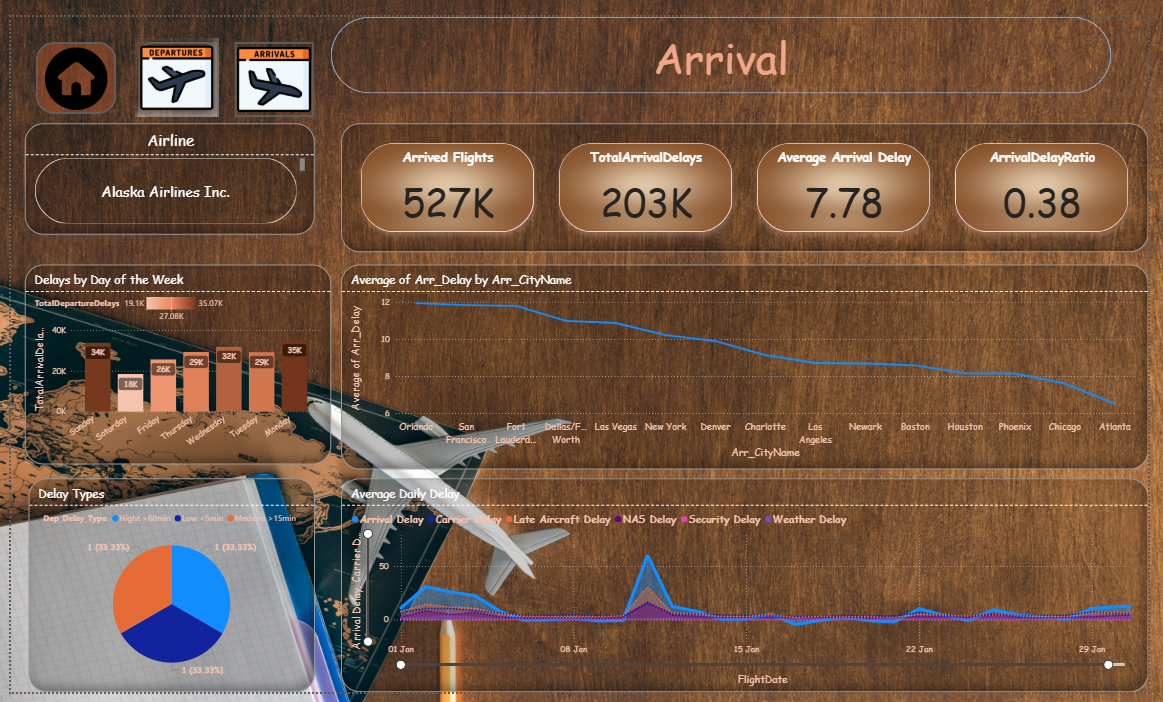 DEPARTURES
ARRIVALS
Arrival
Airline
Alaska Airlines Inc.
Arrived Flights
527K
TotalArrivalDelays
203K
Average Arrival Delay
7.78
ArrivalDelayRatio
0.38
Delays by Day of the Week
TotalDepartureDelays 19.1K 35.07K
27.08K
TotalArrivalDela...
40K
20K
0K
34K
18K
26K
29K
32K
29K
35K
Sunday
Saturday
Friday
Thursday
Wednesday
Tuesday
Monday
Average of Arr_Delay by Arr_CityName
Average of Arr_Delay
12
10
8
6
Orlando
San Francisco
Fort Lauderd...
Dallas/F... Worth
Las Vegas
New York
Denver
Charlotte
Los Angeles
Newark
Boston
Houston
Phoenix
Chicago
Atlanta
Arr_CityName
Delay Types
Dep Delay Type Hight >60min Low <5min Medium >15min
1 (33.33%)
1 (33.33%)
1 (33.33%)
Average Daily Delay
Arrival Delay Carrier Delay Late Aircraft Delay NAS Delay Security Delay Weather Delay
Arrival Delay, Carrier D...
50
0
01 Jan
08 Jan
15 Jan
22 Jan
29 Jan
FlightDate